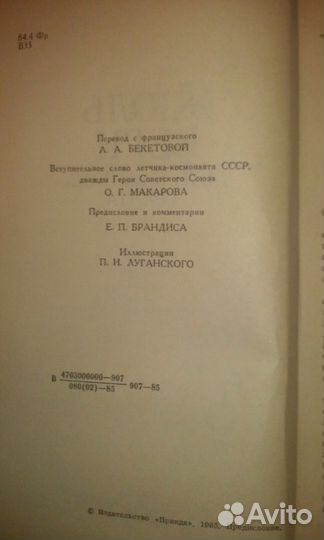 84.4 Фр
В35
Перевод с французского
А. А. БЕКЕТОВОЙ
Вступительное слово летчика-космонавта СССР,
дважды Героя Советского Союза
О. Г. МАКАРОВА
Предисловие и комментарии
Е. П. БРАНДИСА
Иллюстрации
П. И. ЛУГАНСКОГО
В 4703000000—907
080(02)—85 907—85
© Издательство «Правда», 1985. Предисловие.
Avito